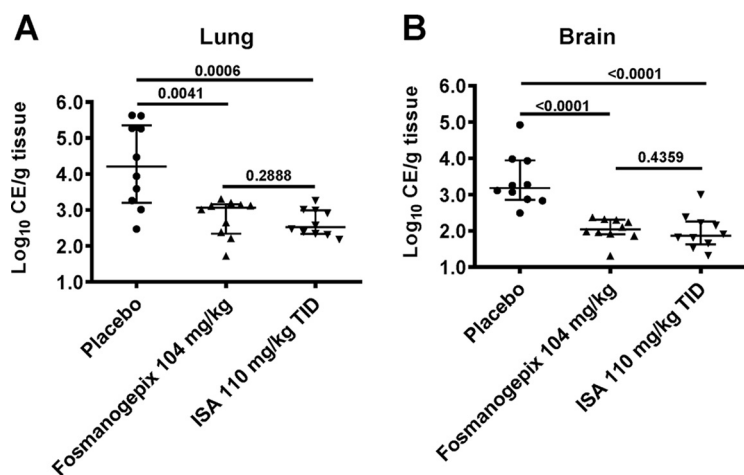 A
Lung
0.0006
0.0041
0.2888
Log10 CE/g tissue
6.0
5.0
4.0
3.0
2.0
1.0
Placebo
Fosmanogepix 104 mg/kg
ISA 110 mg/kg TID
B
Brain
<0.0001
<0.0001
0.4359
Log10 CE/g tissue
6.0
5.0
4.0
3.0
2.0
1.0
Placebo
Fosmanogepix 104 mg/kg
ISA 110 mg/kg TID